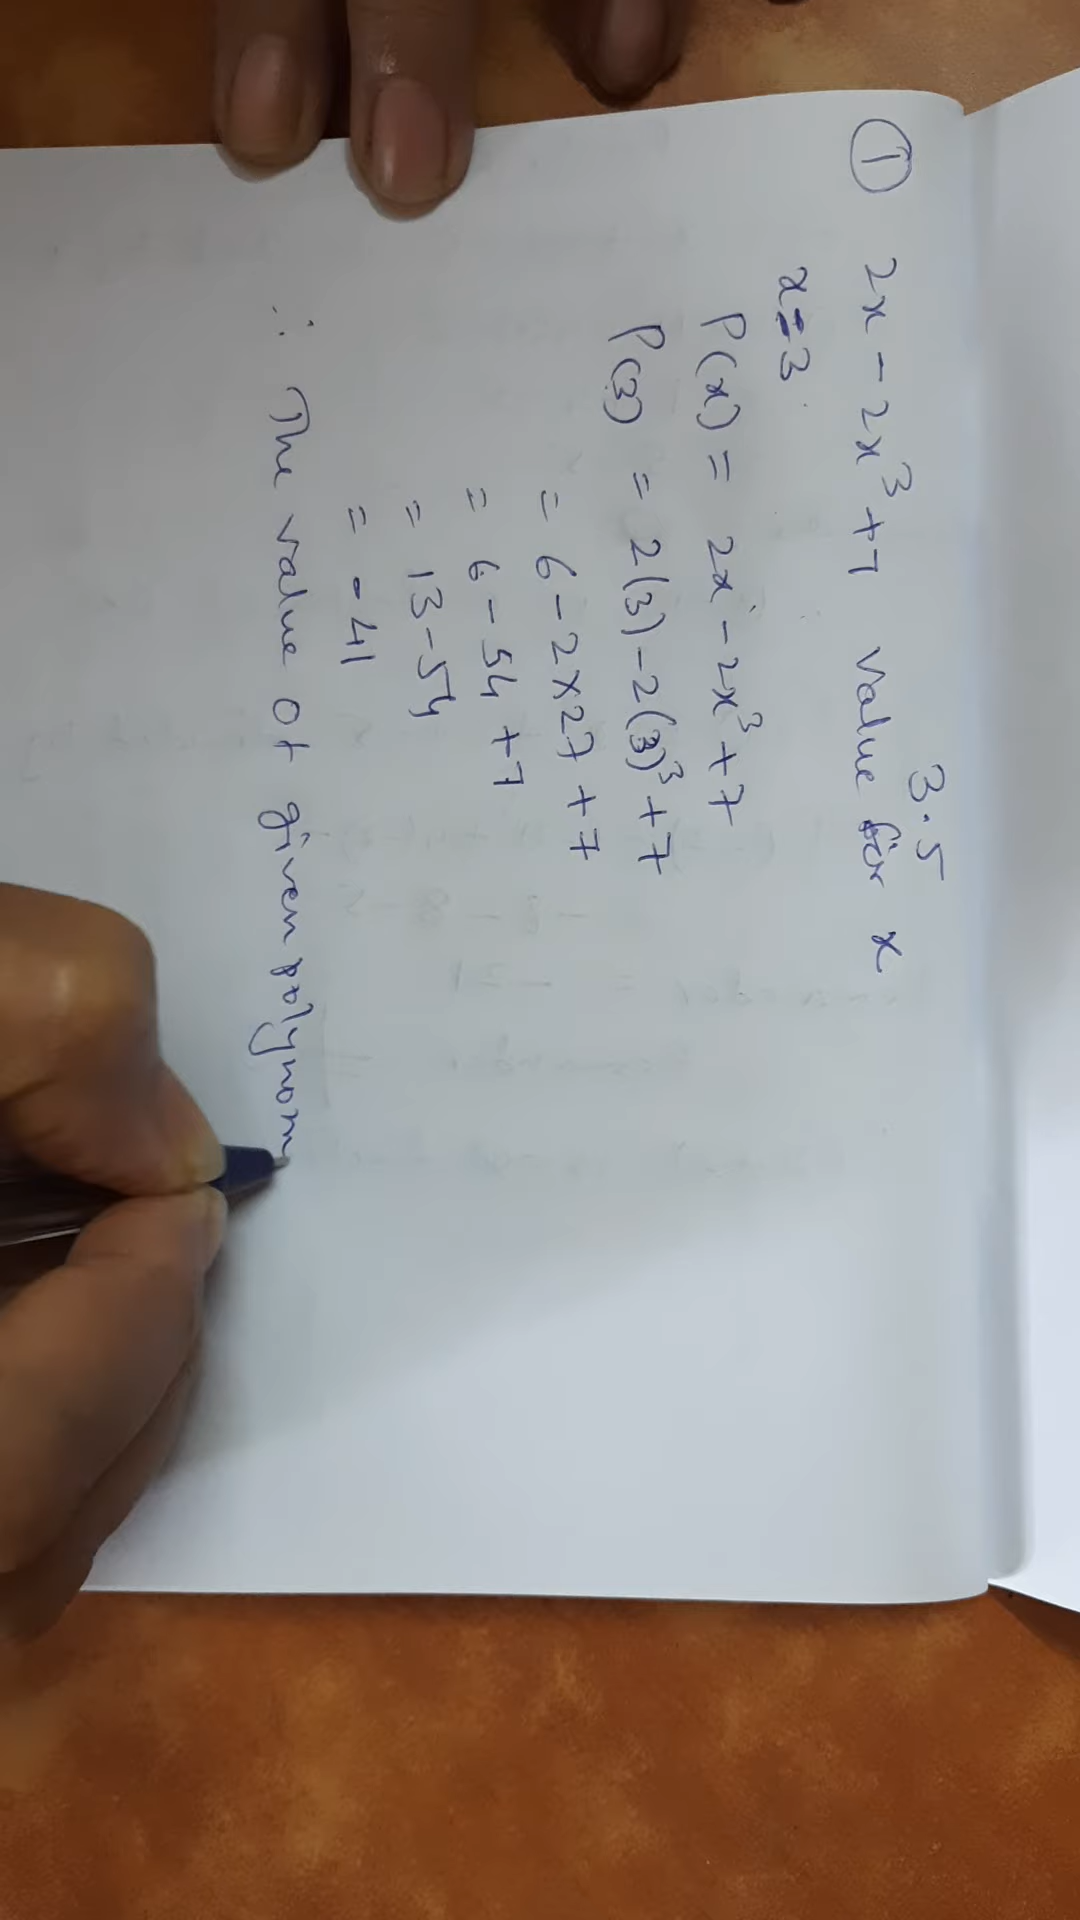 3.5
① 2x - 2x³ + 7 value for x
x = 3
P(x) = 2x - 2x³ + 7
P(3) = 2(3) - 2(3)³ + 7
= 6 - 2×27 + 7
= 6 - 54 + 7
= 13 - 54
= - 41
∴ The value of given polynom